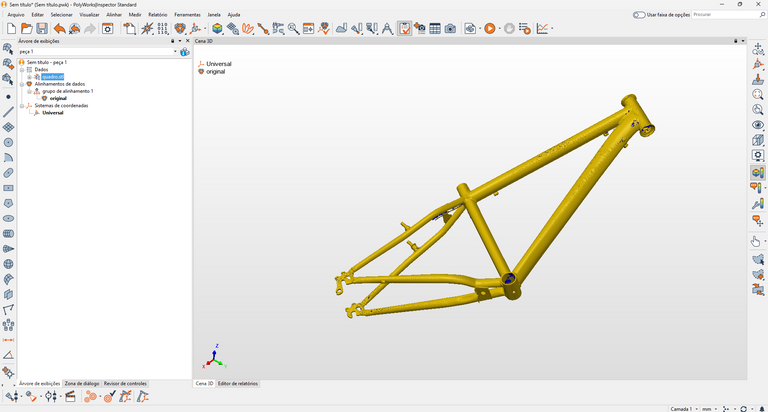 Sem título* (Sem título.pwk) - PolyWorks|Inspector Standard
Arquivo Editar Selecionar Visualizar Alinhar Medir Relatório Ferramentas Janela Ajuda
Usar faixa de opções Procurar
Árvore de exibições
Cena 3D
peça 1
Sem título - peça 1
Dados
quadro.stl
Alinhamentos de dados
grupo de alinhamento 1
original
Sistemas de coordenadas
Universal
Universal
original
Z
X
Y
Árvore de exibições Zona de diálogo Revisor de controles
Cena 3D Editor de relatórios
Camada 1 mm